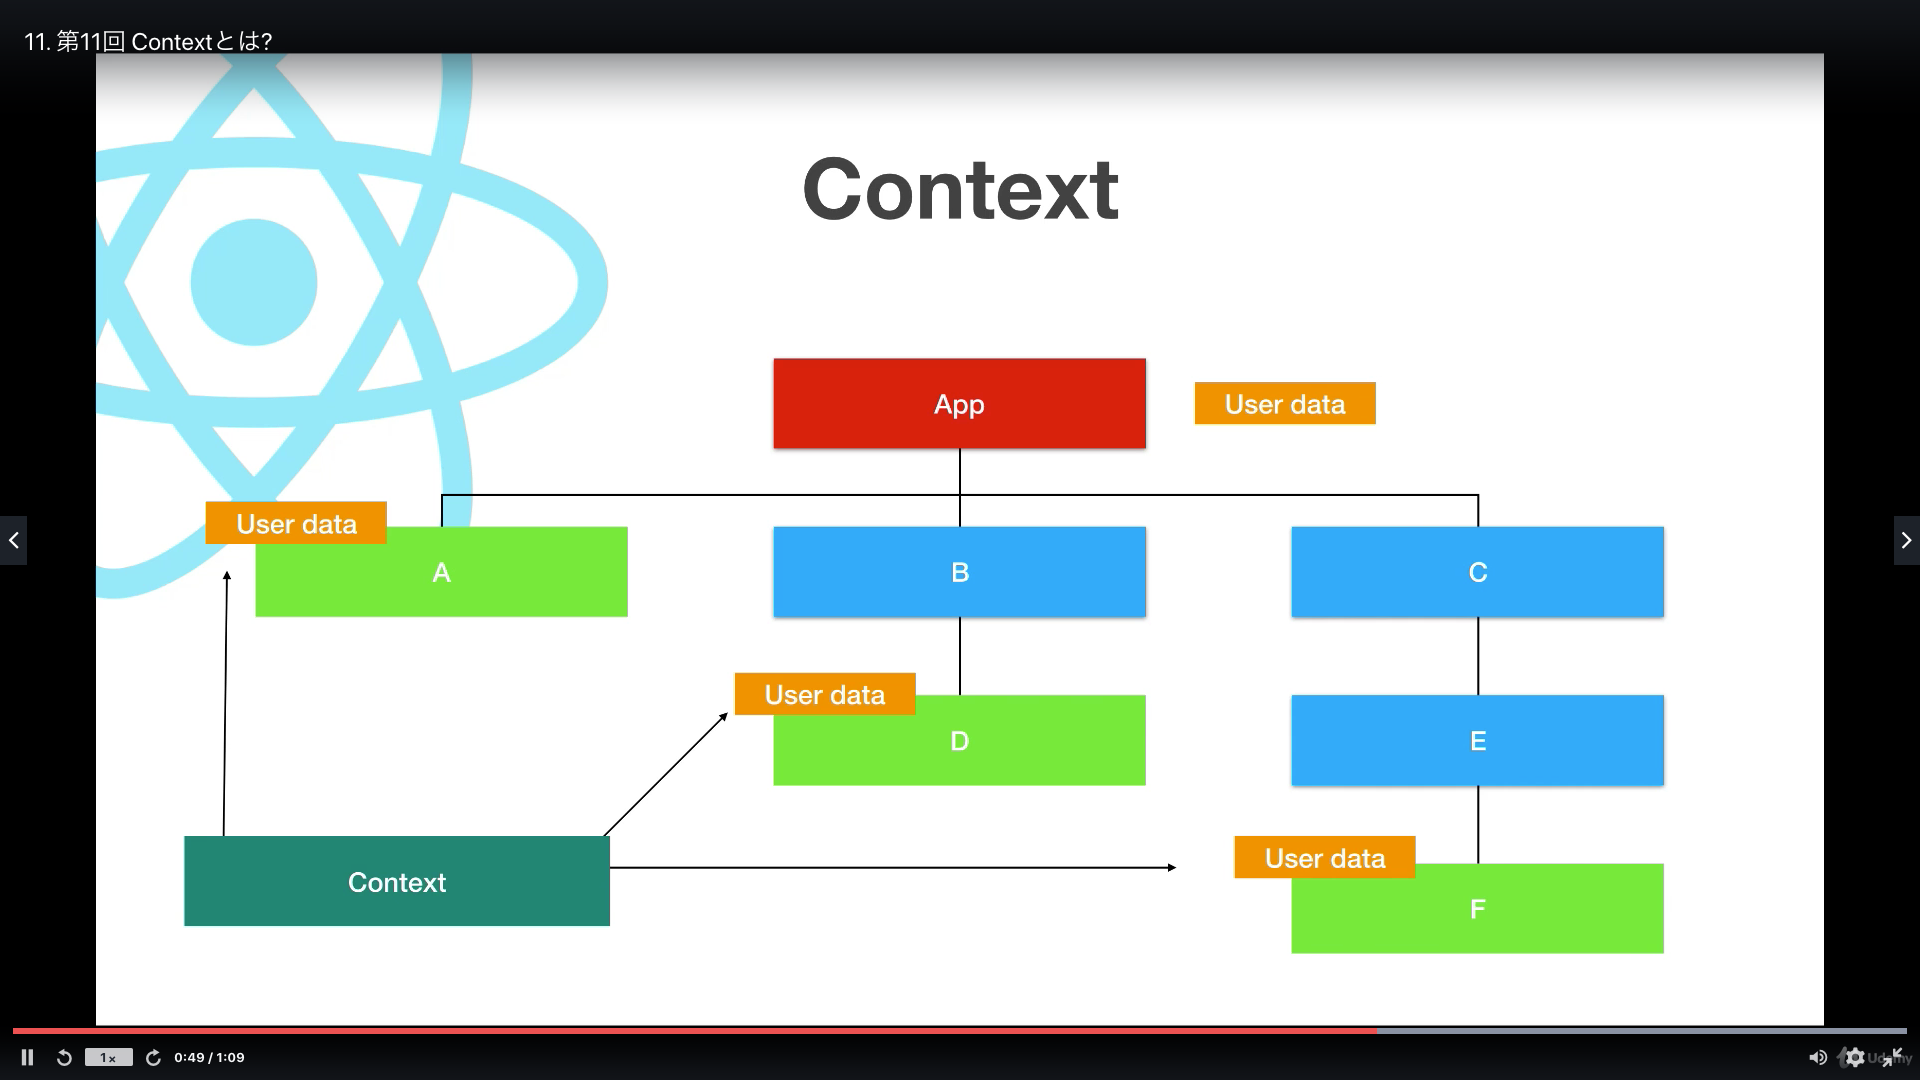 11. 第11回 Contextとは?
Context
App
User data
User data
A
B
C
User data
D
E
Context
User data
F
1x
0:49 / 1:09
Udemy